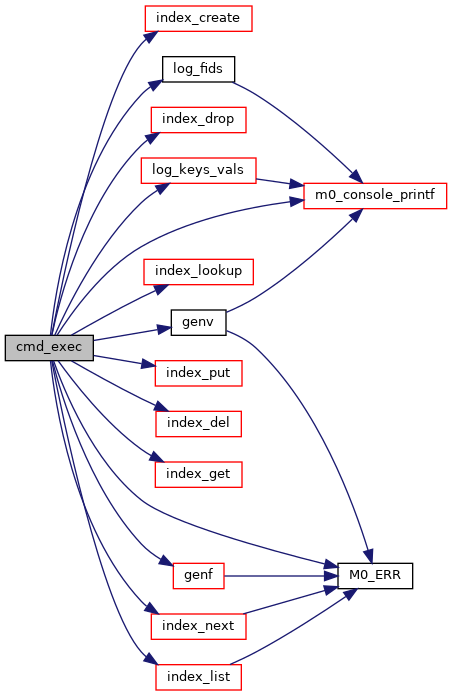 index_create
log_fids
index_drop
log_keys_vals
m0_console_printf
index_lookup
genv
cmd_exec
index_put
index_del
index_get
genf
M0_ERR
index_next
index_list